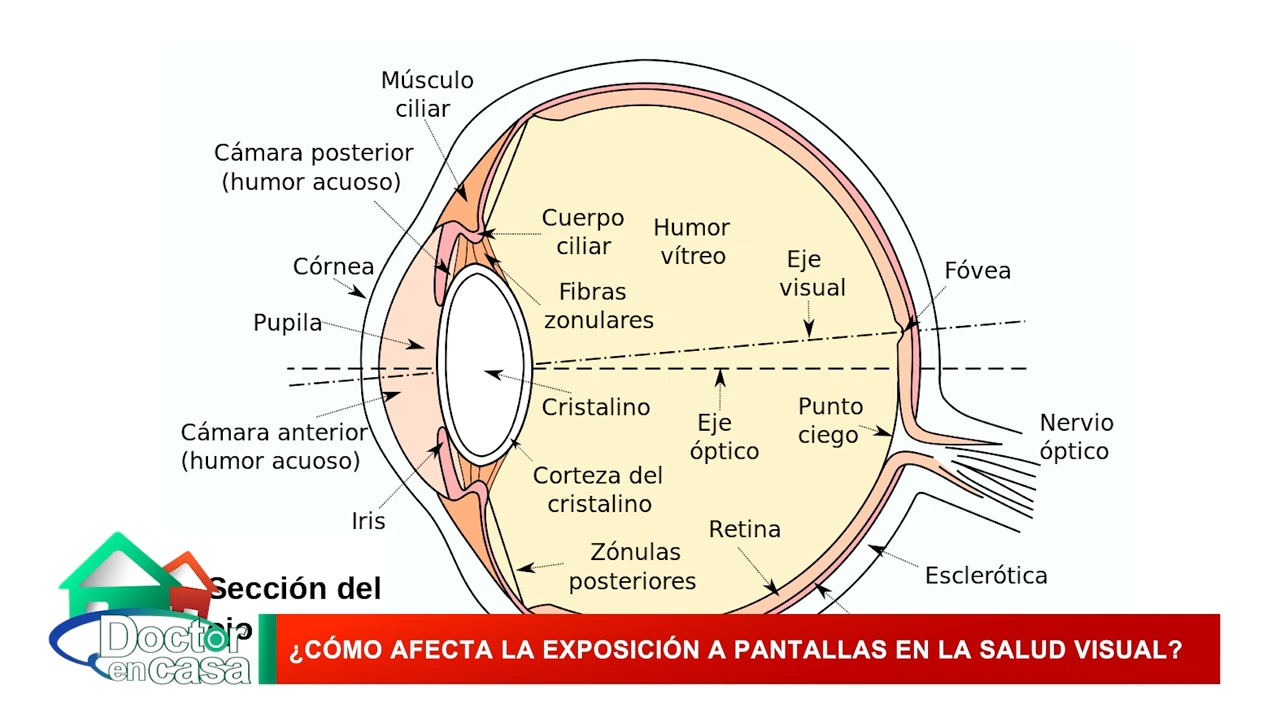 Músculo
ciliar
Cámara posterior
(humor acuoso)
Cuerpo
ciliar
Humor
vítreo
Eje
visual
Fóvea
Córnea
Fibras
zonulares
Pupila
Cristalino
Eje
óptico
Punto
ciego
Nervio
óptico
Cámara anterior
(humor acuoso)
Corteza del
cristalino
Iris
Retina
Zónulas
posteriores
Esclerótica
Sección del
ojo
Doctor
en casa
¿CÓMO AFECTA LA EXPOSICIÓN A PANTALLAS EN LA SALUD VISUAL?